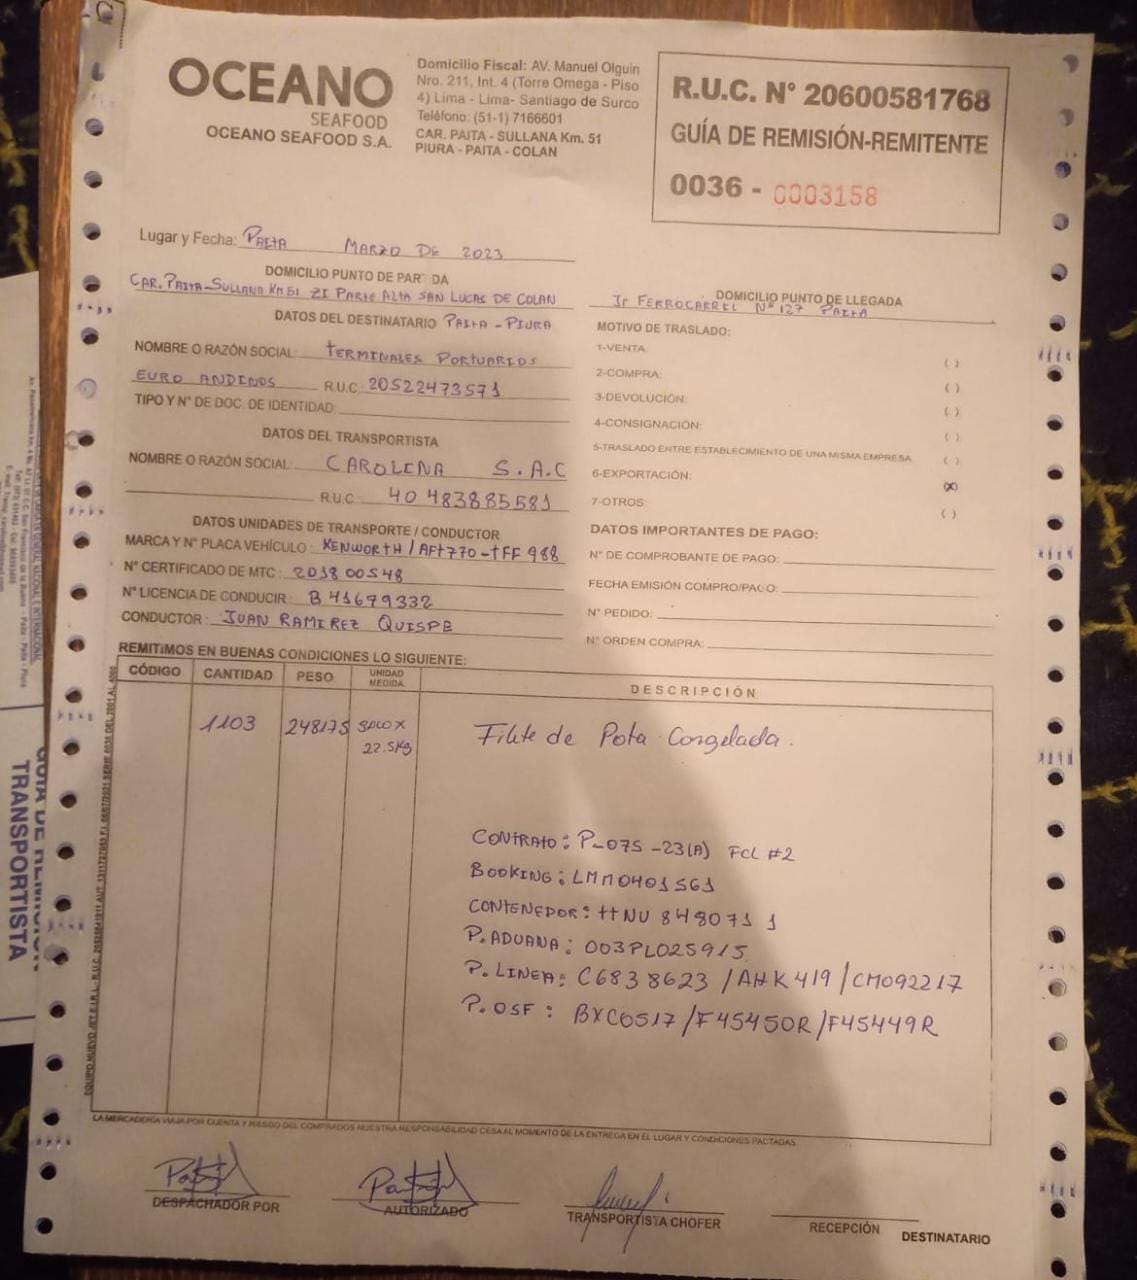 OCEANO
SEAFOOD
OCEANO SEAFOOD S.A.
Domicilio Fiscal: AV. Manuel Olguin
Nro. 211, Int. 4 (Torre Omega - Piso
4) Lima - Lima- Santiago de Surco
Teléfono: (51-1) 7166601
CAR. PAITA - SULLANA Km. 51
PIURA - PAITA - COLAN
R.U.C. N° 20600581768
GUÍA DE REMISIÓN-REMITENTE
0036 - 0003158
Lugar y Fecha: PAITA MARZO DE 2023
DOMICILIO PUNTO DE PAR DA
CAR. PAITA-SULLANA KM 51 ZI PARTE ALTA SAN LUCAS DE COLAN
DOMICILIO PUNTO DE LLEGADA
Jr FERROCARREL N° 127 PAITA
DATOS DEL DESTINATARIO PAITA - PIURA
NOMBRE O RAZÓN SOCIAL: TERMINALES PORTUARIOS
EURO ANDINOS R.U.C: 20522473571
TIPO Y N° DE DOC. DE IDENTIDAD:
DATOS DEL TRANSPORTISTA
NOMBRE O RAZÓN SOCIAL: CAROLINA S.A.C
R.U.C: 40483885581
DATOS UNIDADES DE TRANSPORTE / CONDUCTOR
MARCA Y N° PLACA VEHÍCULO: KENWORTH / AFT770-TFF 988
N° CERTIFICADO DE MTC: 201800548
N° LICENCIA DE CONDUCIR: B 41679332
CONDUCTOR: JUAN RAMIREZ QUISPE
MOTIVO DE TRASLADO:
1-VENTA: ( )
2-COMPRA: ( )
3-DEVOLUCIÓN: ( )
4-CONSIGNACIÓN: ( )
5-TRASLADO ENTRE ESTABLECIMIENTO DE UNA MISMA EMPRESA ( )
6-EXPORTACIÓN: (X)
7-OTROS: ( )
DATOS IMPORTANTES DE PAGO:
N° DE COMPROBANTE DE PAGO:
FECHA EMISIÓN COMPRO/PAGO:
N° PEDIDO:
N° ORDEN COMPRA:
REMITIMOS EN BUENAS CONDICIONES LO SIGUIENTE:
CÓDIGO CANTIDAD PESO UNIDAD MEDIDA DESCRIPCIÓN
1103 248175 saco x 22.5Kg Filete de Pota Congelada.
CONTRATO: P-075-23(A) FCL #2
BOOKING: LMM0401561
CONTENEDOR: TTNU 848071 1
P. ADUANA: 003PL025915
P. LINEA: C6838623 / AHK419 / CM092217
P. OSF: BXC0517/F45450R/F45449R
LA MERCADERÍA VIAJA POR CUENTA Y RIESGO DEL COMPRADOS NUESTRA RESPONSABILIDAD CESA AL MOMENTO DE LA ENTREGA EN EL LUGAR Y CONDICIONES PACTADAS
DESPACHADOR POR
AUTORIZADO
TRANSPORTISTA CHOFER
RECEPCIÓN DESTINATARIO
TRANSPORTISTA